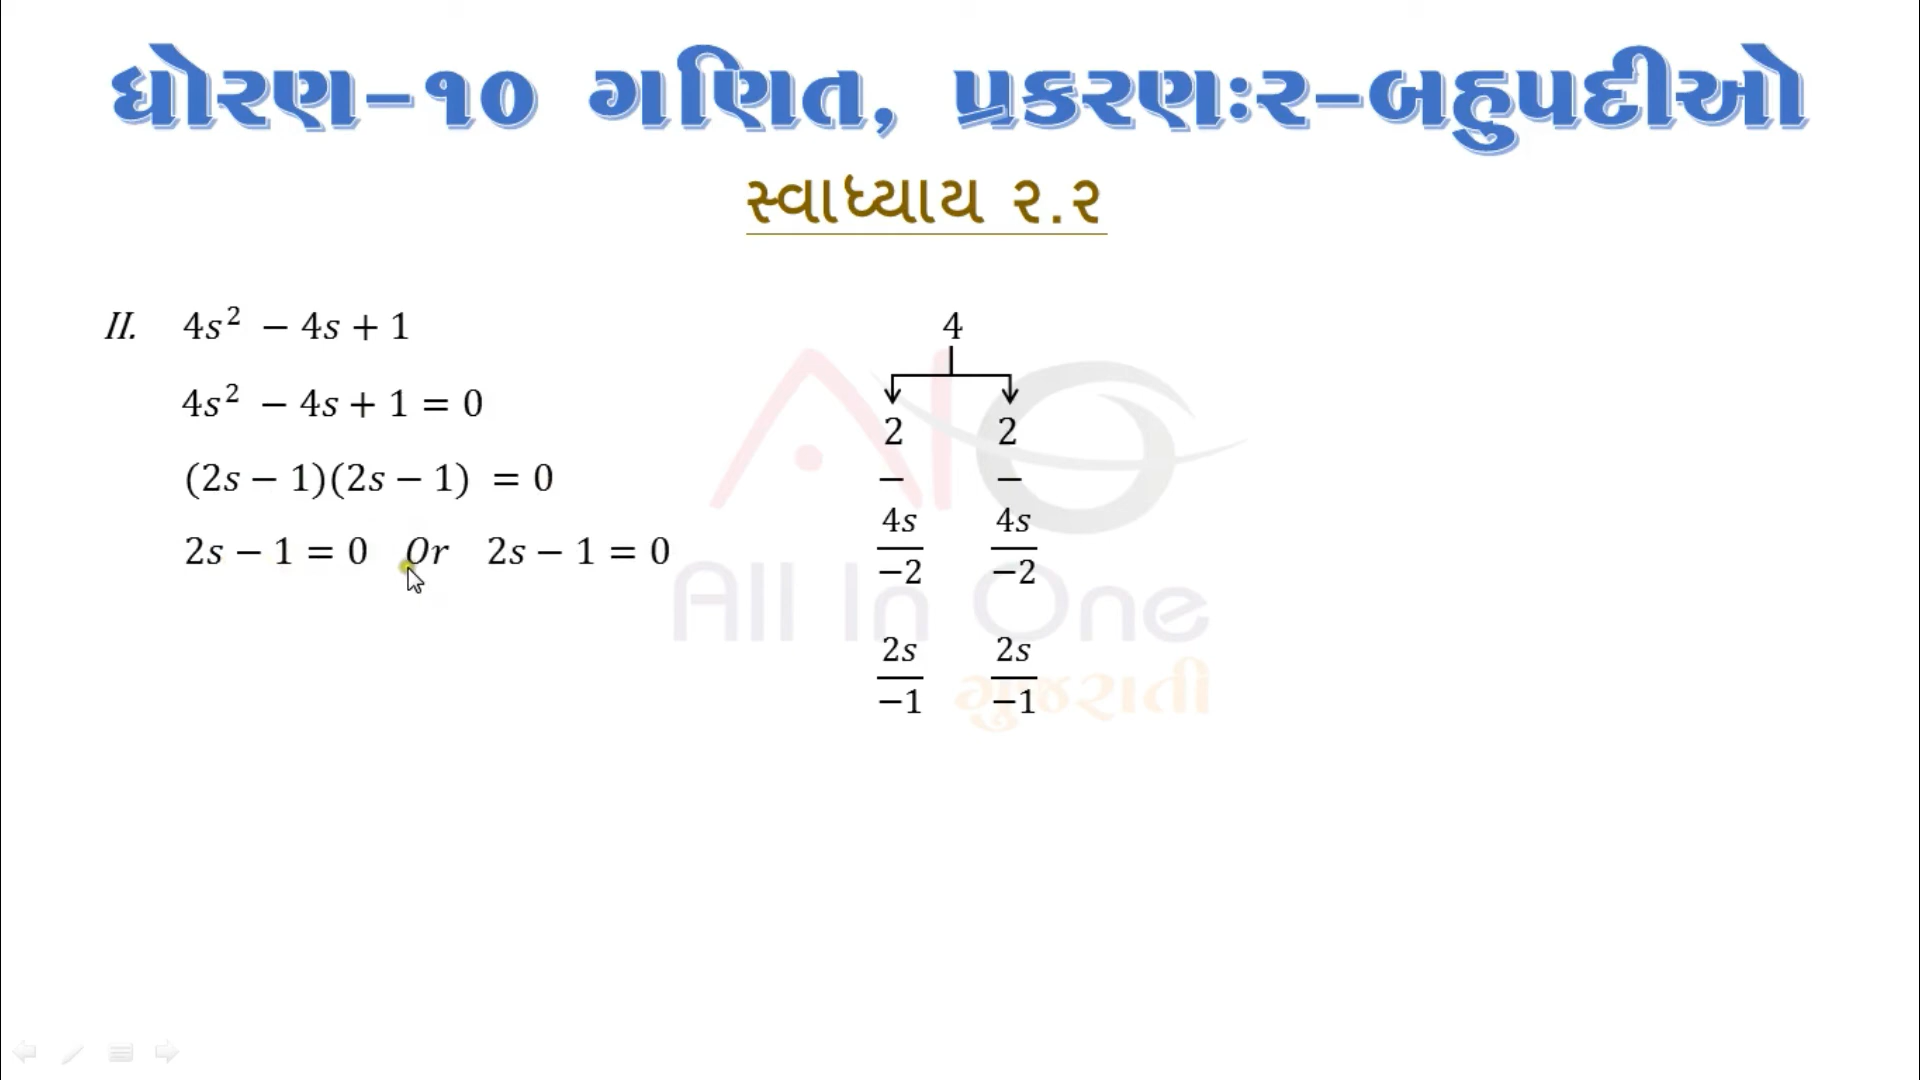 ધોરણ-૧૦ ગણિત, પ્રકરણઃ૨-બહુપદીઓ
સ્વાધ્યાય ૨.૨
II. 4s² − 4s + 1
4s² − 4s + 1 = 0
(2s − 1)(2s − 1) = 0
2s − 1 = 0 Or 2s − 1 = 0
4
2 2
− −
4s 4s
−2 −2
2s 2s
−1 −1
All In One
ગુજરાતી